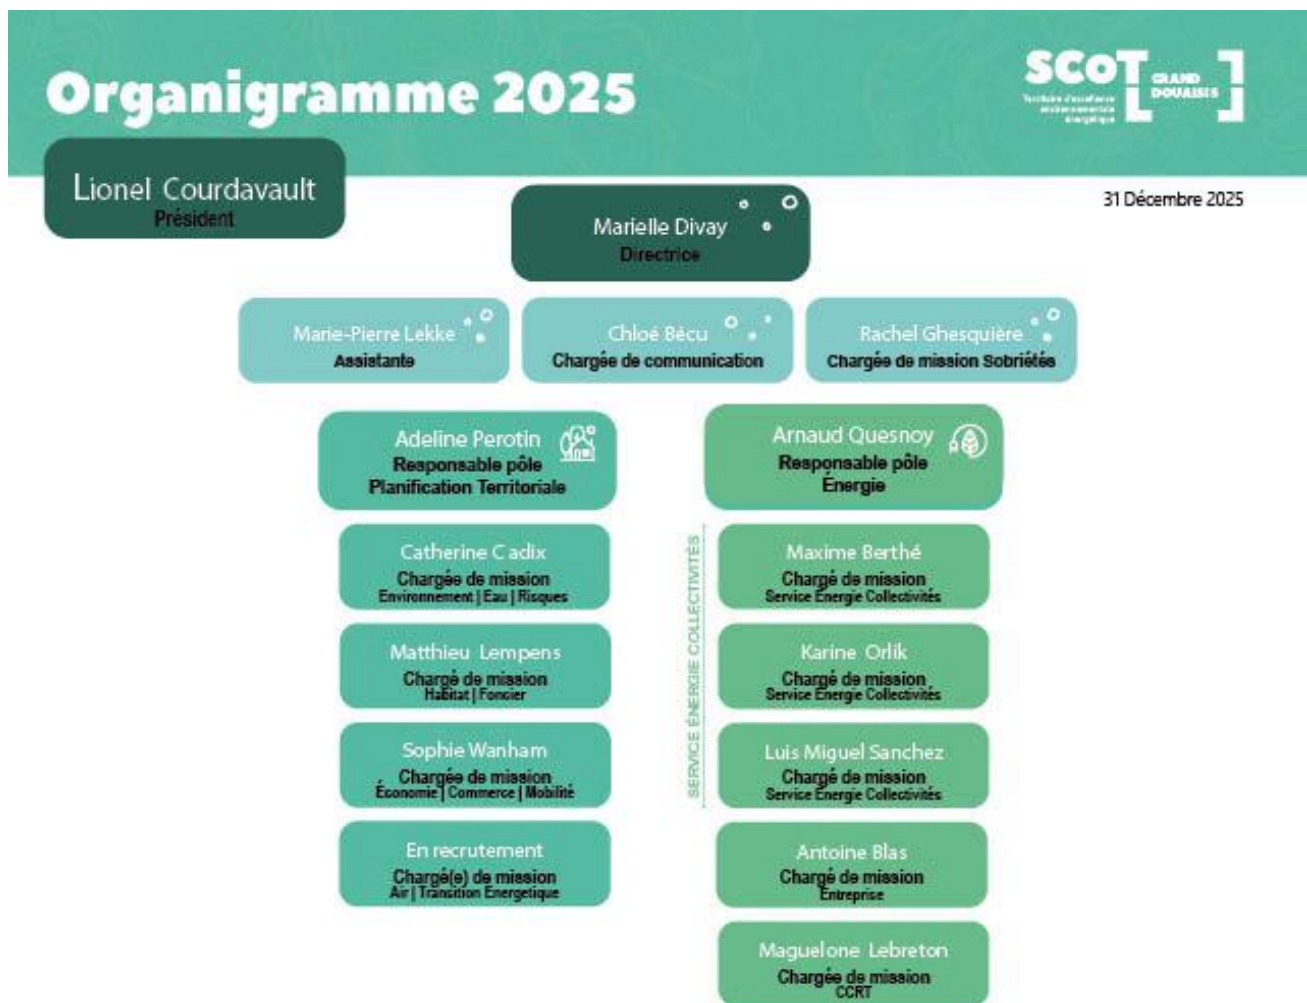 Organigramme 2025
SCoT
GRAND
DOUAISIS
Territoire d'excellence
environnementale
énergétique
Lionel Courdavault
Président
31 Décembre 2025
Marielle Divay
Directrice
Marie-Pierre Lekke
Assistante
Chloé Bécu
Chargée de communication
Rachel Ghesquière
Chargée de mission Sobriétés
Adeline Perotin
Responsable pôle
Planification Territoriale
Catherine Cadix
Chargée de mission
Environnement | Eau | Risques
Matthieu Lempens
Chargé de mission
Habitat | Foncier
Sophie Wanham
Chargée de mission
Économie | Commerce | Mobilité
En recrutement
Chargé(e) de mission
Air | Transition Energetique
Arnaud Quesnoy
Responsable pôle
Énergie
SERVICE ÉNERGIE COLLECTIVITÉS
Maxime Berthé
Chargé de mission
Service Énergie Collectivités
Karine Orlik
Chargé de mission
Service Énergie Collectivités
Luis Miguel Sanchez
Chargé de mission
Service Énergie Collectivités
Antoine Blas
Chargé de mission
Entreprise
Maguelone Lebreton
Chargée de mission
CCRT